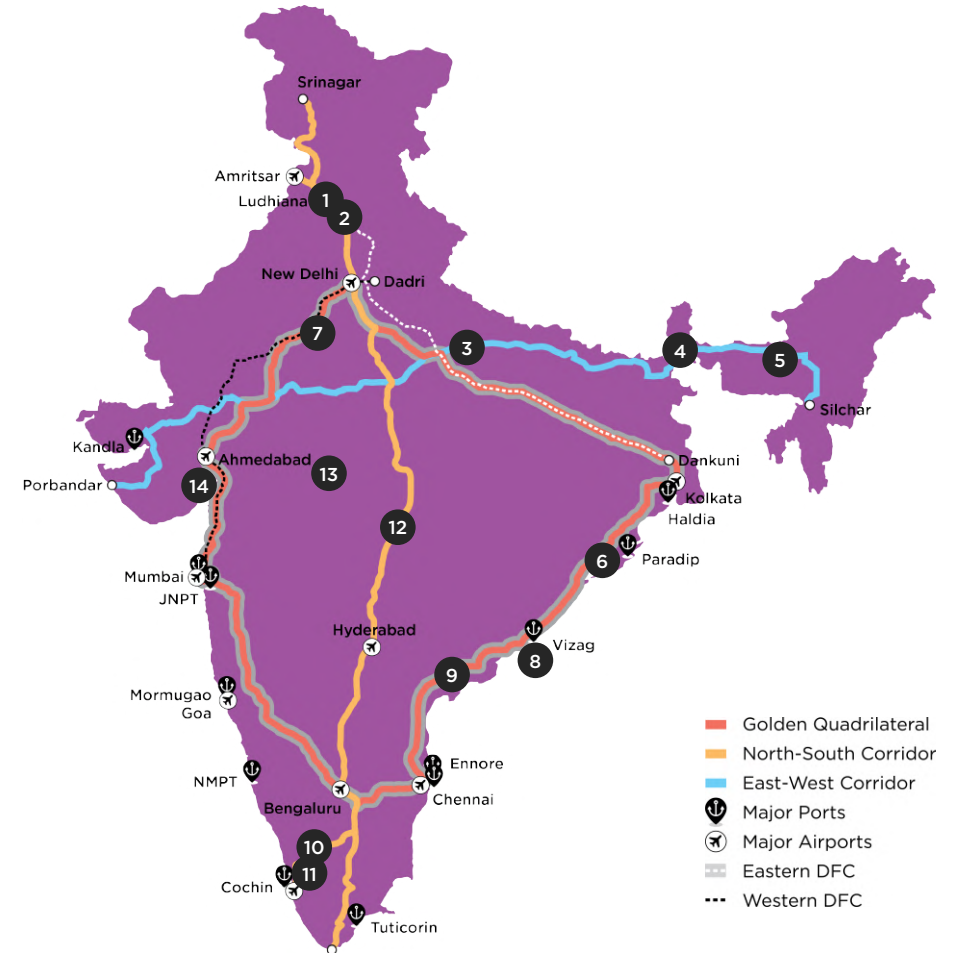 Srinagar
Amritsar
Ludhiana
1
2
New Delhi
Dadri
7
3
4
5
Silchar
Kandla
Ahmedabad
Dankuni
13
Porbandar
14
Kolkata
Haldia
12
6
Paradip
Mumbai
JNPT
Hyderabad
Vizag
8
9
Mormugao
Goa
Golden Quadrilateral
North-South Corridor
Ennore
NMPT
East-West Corridor
Chennai
Bengaluru
Major Ports
Major Airports
10
Eastern DFC
11
Cochin
Western DFC
Tuticorin